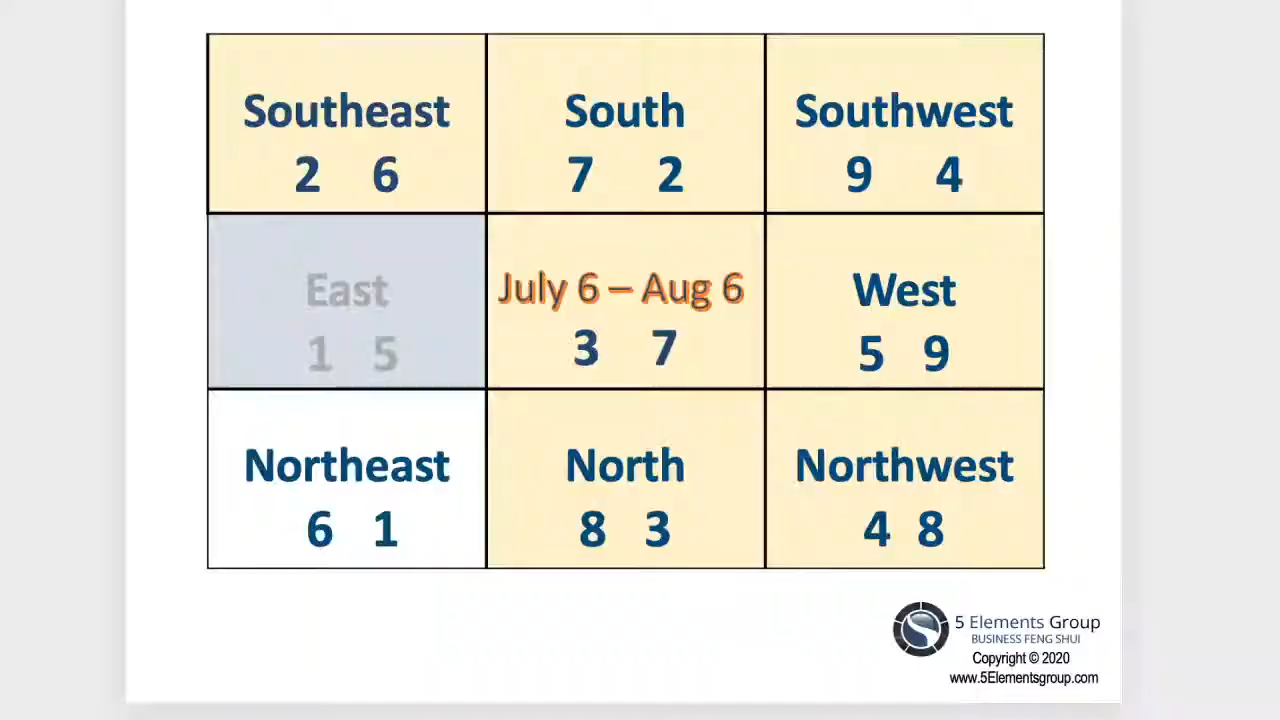 Southeast
2 6
South
7 2
Southwest
9 4
East
1 5
July 6 – Aug 6
3 7
West
5 9
Northeast
6 1
North
8 3
Northwest
4 8
5 Elements Group
BUSINESS FENG SHUI
Copyright © 2020
www.5Elementsgroup.com